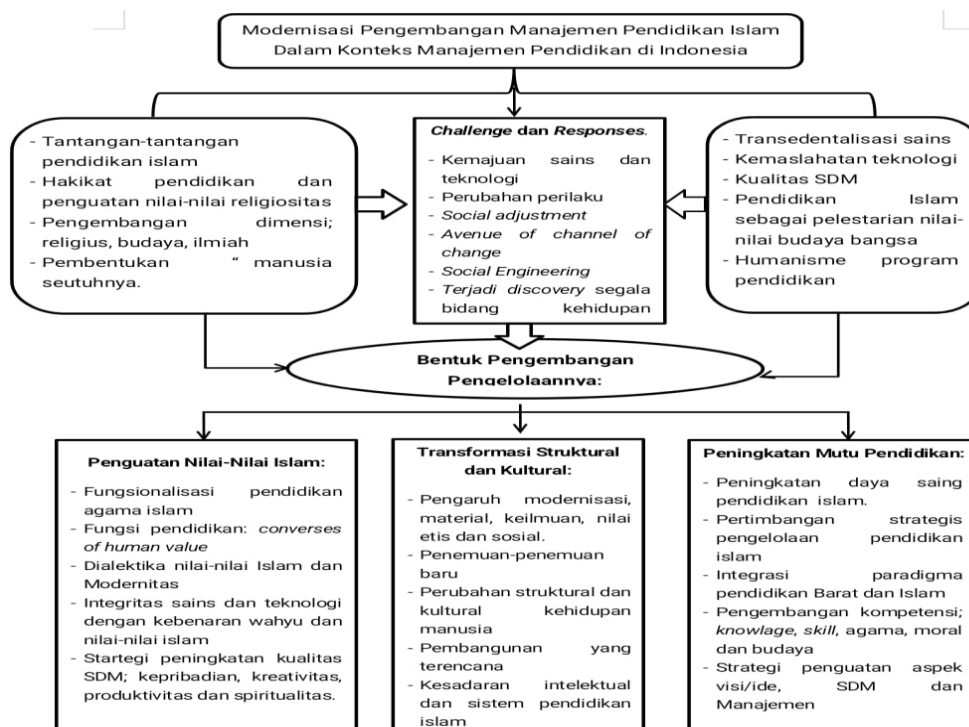 Modernisasi Pengembangan Manajemen Pendidikan Islam
Dalam Konteks Manajemen Pendidikan di Indonesia
- Tantangan-tantangan
pendidikan islam
- Hakikat pendidikan dan
penguatan nilai-nilai religiositas
- Pengembangan dimensi;
religius, budaya, ilmiah
- Pembentukan “ manusia
seutuhnya.
Challenge dan Responses.
- Kemajuan sains dan
teknologi
- Perubahan perilaku
- Social adjustment
- Avenue of channel of
change
- Social Engineering
- Terjadi discovery segala
bidang kehidupan
- Transedentalisasi sains
- Kemaslahatan teknologi
- Kualitas SDM
- Pendidikan Islam
sebagai pelestarian nilai-
nilai budaya bangsa
- Humanisme program
pendidikan
Bentuk Pengembangan
Pengelolaannya:
Penguatan Nilai-Nilai Islam:
- Fungsionalisasi pendidikan
agama islam
- Fungsi pendidikan: converses
of human value
- Dialektika nilai-nilai Islam dan
Modernitas
- Integritas sains dan teknologi
dengan kebenaran wahyu dan
nilai-nilai islam
- Startegi peningkatan kualitas
SDM; kepribadian, kreativitas,
produktivitas dan spiritualitas.
Transformasi Struktural
dan Kultural:
- Pengaruh modernisasi,
material, keilmuan, nilai
etis dan sosial.
- Penemuan-penemuan
baru
- Perubahan struktural dan
kultural kehidupan
manusia
- Pembangunan yang
terencana
- Kesadaran intelektual
dan sistem pendidikan
islam
Peningkatan Mutu Pendidikan:
- Peningkatan daya saing
pendidikan islam.
- Pertimbangan strategis
pengelolaan pendidikan
islam
- Integrasi paradigma
pendidikan Barat dan Islam
- Pengembangan kompetensi;
knowlage, skill, agama, moral
dan budaya
- Strategi penguatan aspek
visi/ide, SDM dan
Manajemen